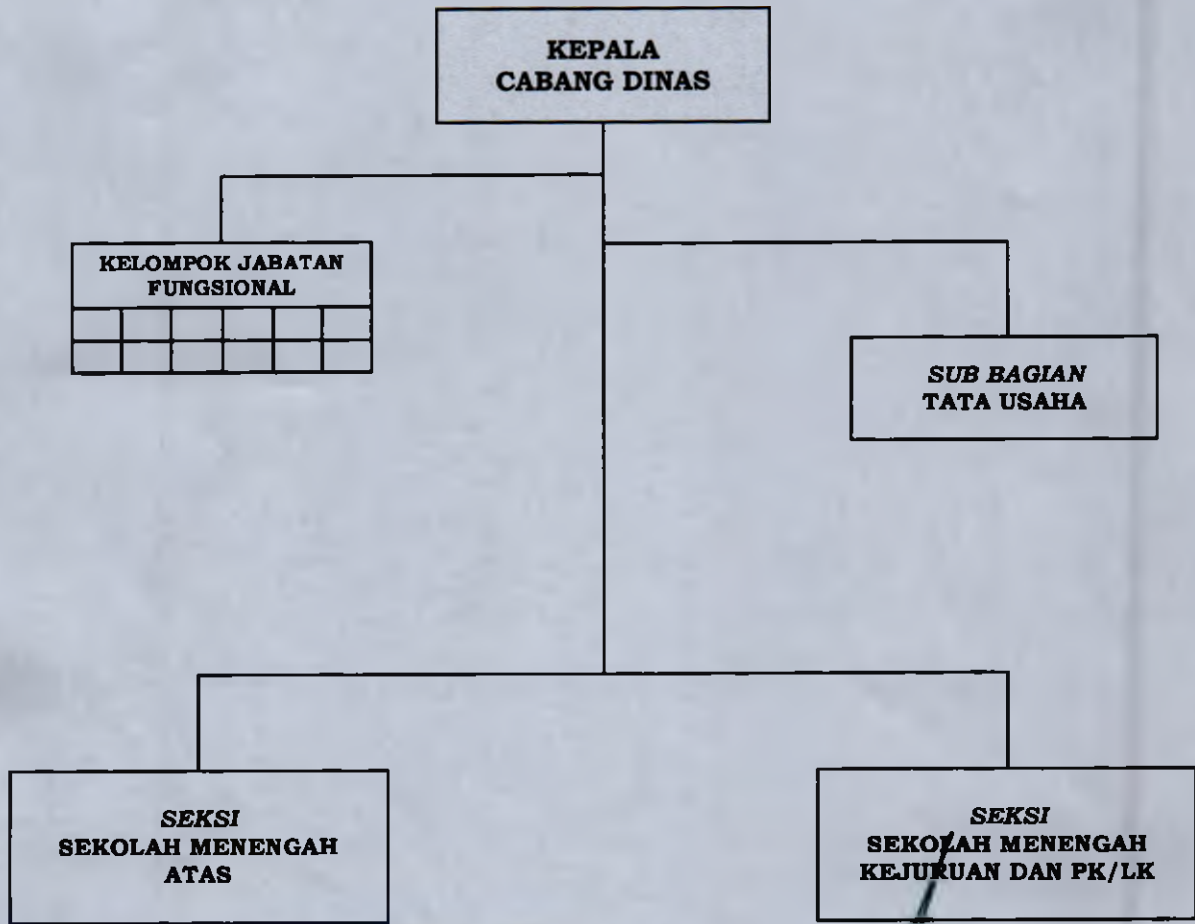 KEPALA
CABANG DINAS
KELOMPOK JABATAN
FUNGSIONAL
SUB BAGIAN
TATA USAHA
SEKSI
SEKOLAH MENENGAH
ATAS
SEKSI
SEKOLAH MENENGAH
KEJURUAN DAN PK/LK